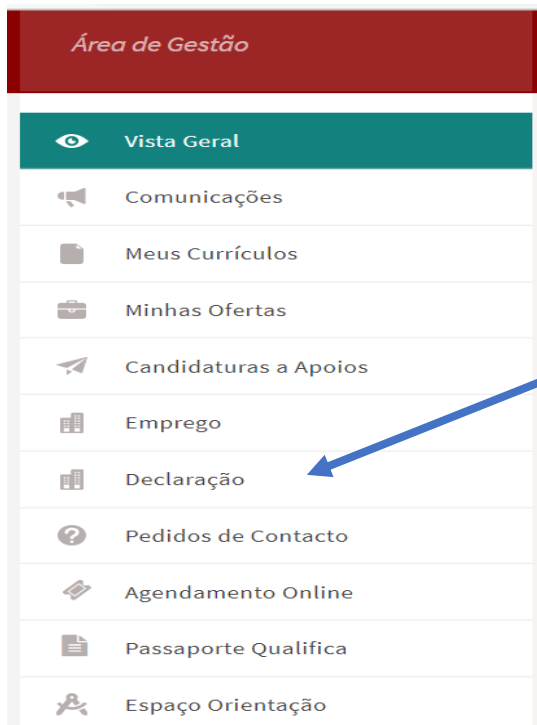 Área de Gestão
Vista Geral
Comunicações
Meus Currículos
Minhas Ofertas
Candidaturas a Apoios
Emprego
Declaração
Pedidos de Contacto
Agendamento Online
Passaporte Qualifica
Espaço Orientação